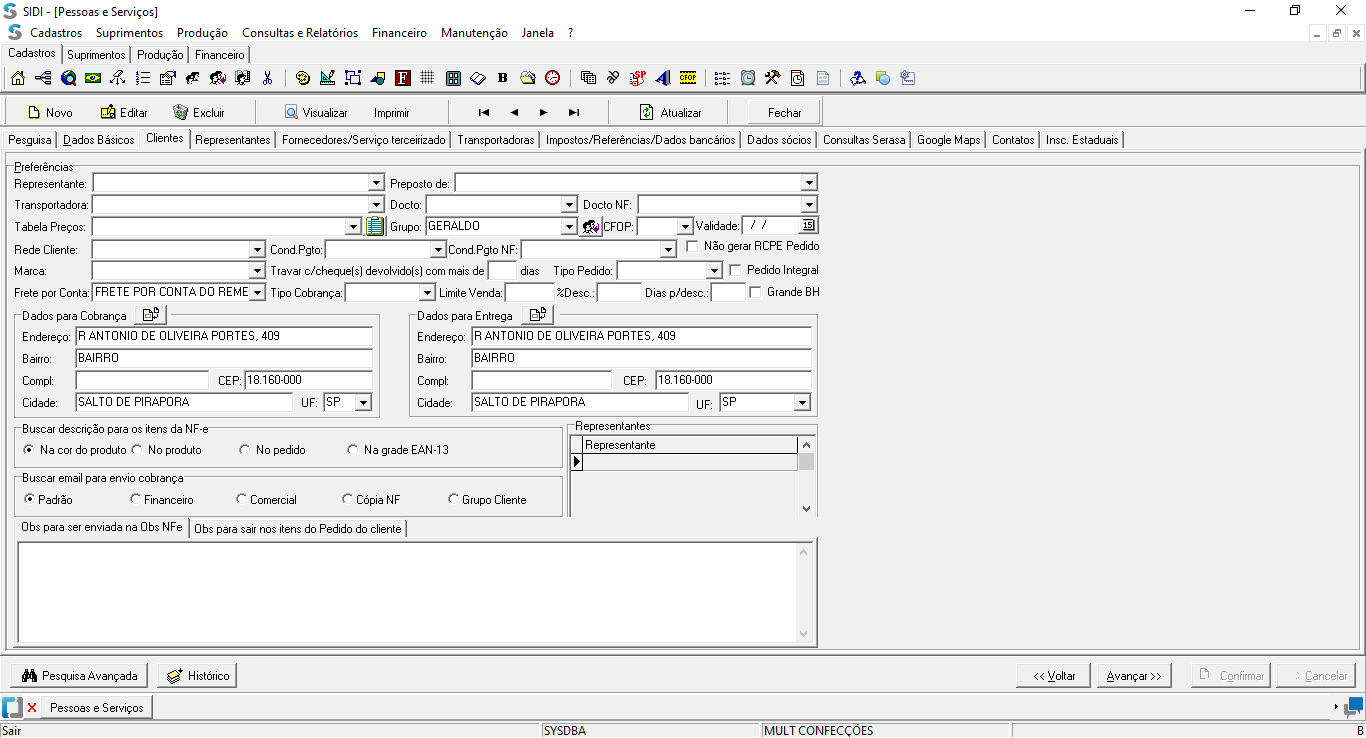 SIDI - [Pessoas e Serviços]
Cadastros Suprimentos Produção Consultas e Relatórios Financeiro Manutenção Janela ?
Cadastros Suprimentos Produção Financeiro
Novo Editar Excluir Visualizar Imprimir Atualizar Fechar
Pesquisa Dados Básicos Clientes Representantes Fornecedores/Serviço terceirizado Transportadoras Impostos/Referências/Dados bancários Dados sócios Consultas Serasa Google Maps Contatos Insc. Estaduais
Preferências
Representante: Preposto de:
Transportadora: Docto: Docto NF:
Tabela Preços: Grupo: GERALDO CFOP: Validade: / / 15
Rede Cliente: Cond.Pgto: Cond.Pgto NF: Não gerar RCPE Pedido
Marca: Travar c/cheque(s) devolvido(s) com mais de dias Tipo Pedido: Pedido Integral
Frete por Conta: FRETE POR CONTA DO REME Tipo Cobrança: Limite Venda: %Desc.: Dias p/desc.: Grande BH
Dados para Cobrança Dados para Entrega
Endereço: R ANTONIO DE OLIVEIRA PORTES, 409 Endereço: R ANTONIO DE OLIVEIRA PORTES, 409
Bairro: BAIRRO Bairro: BAIRRO
Compl: CEP: 18.160-000 Compl: CEP: 18.160-000
Cidade: SALTO DE PIRAPORA UF: SP Cidade: SALTO DE PIRAPORA UF: SP
Buscar descrição para os itens da NF-e Representantes
Na cor do produto No produto No pedido Na grade EAN-13 Representante
Buscar email para envio cobrança
Padrão Financeiro Comercial Cópia NF Grupo Cliente
Obs para ser enviada na Obs NFe Obs para sair nos itens do Pedido do cliente
Pesquisa Avançada Histórico << Voltar Avançar >> Confirmar Cancelar
Pessoas e Serviços
Sair SYSDBA MULT CONFECÇÕES B